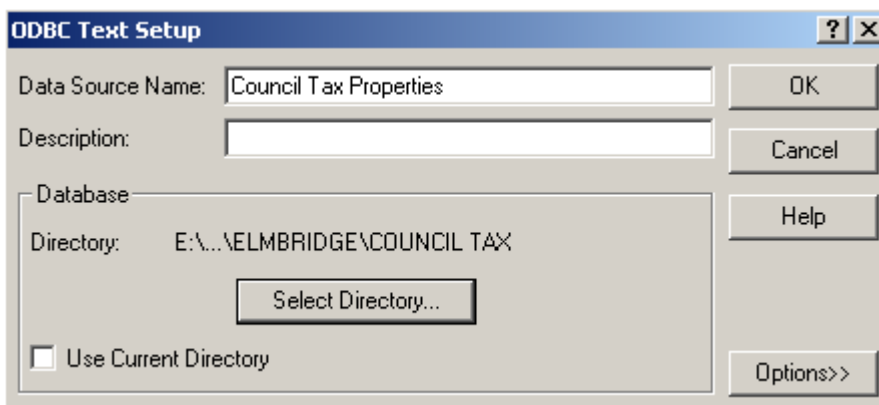 ODBC Text Setup
Data Source Name: Council Tax Properties
OK
Description:
Cancel
Database
Help
Directory: E:\...\ELMBRIDGE\COUNCIL TAX
Select Directory...
Use Current Directory
Options>>